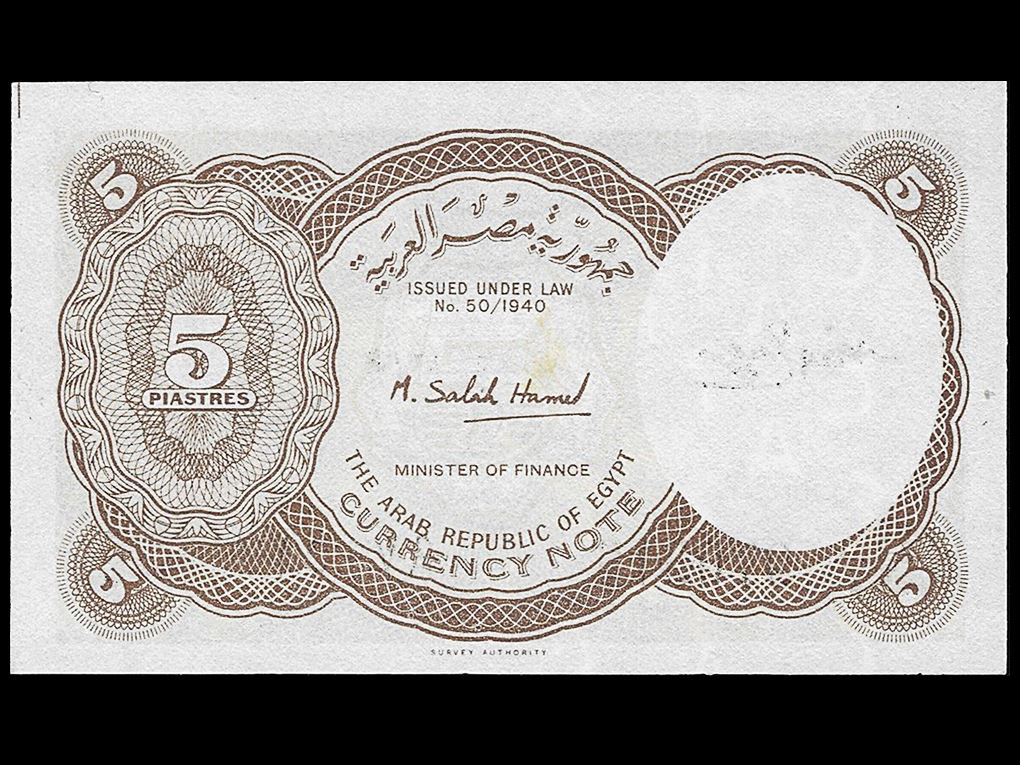 5
5
جمهورية مصر العربية
ISSUED UNDER LAW
No. 50/1940
5
PIASTRES
M. Salah Hamed
MINISTER OF FINANCE
THE ARAB REPUBLIC OF EGYPT
CURRENCY NOTE
5
5
SURVEY AUTHORITY